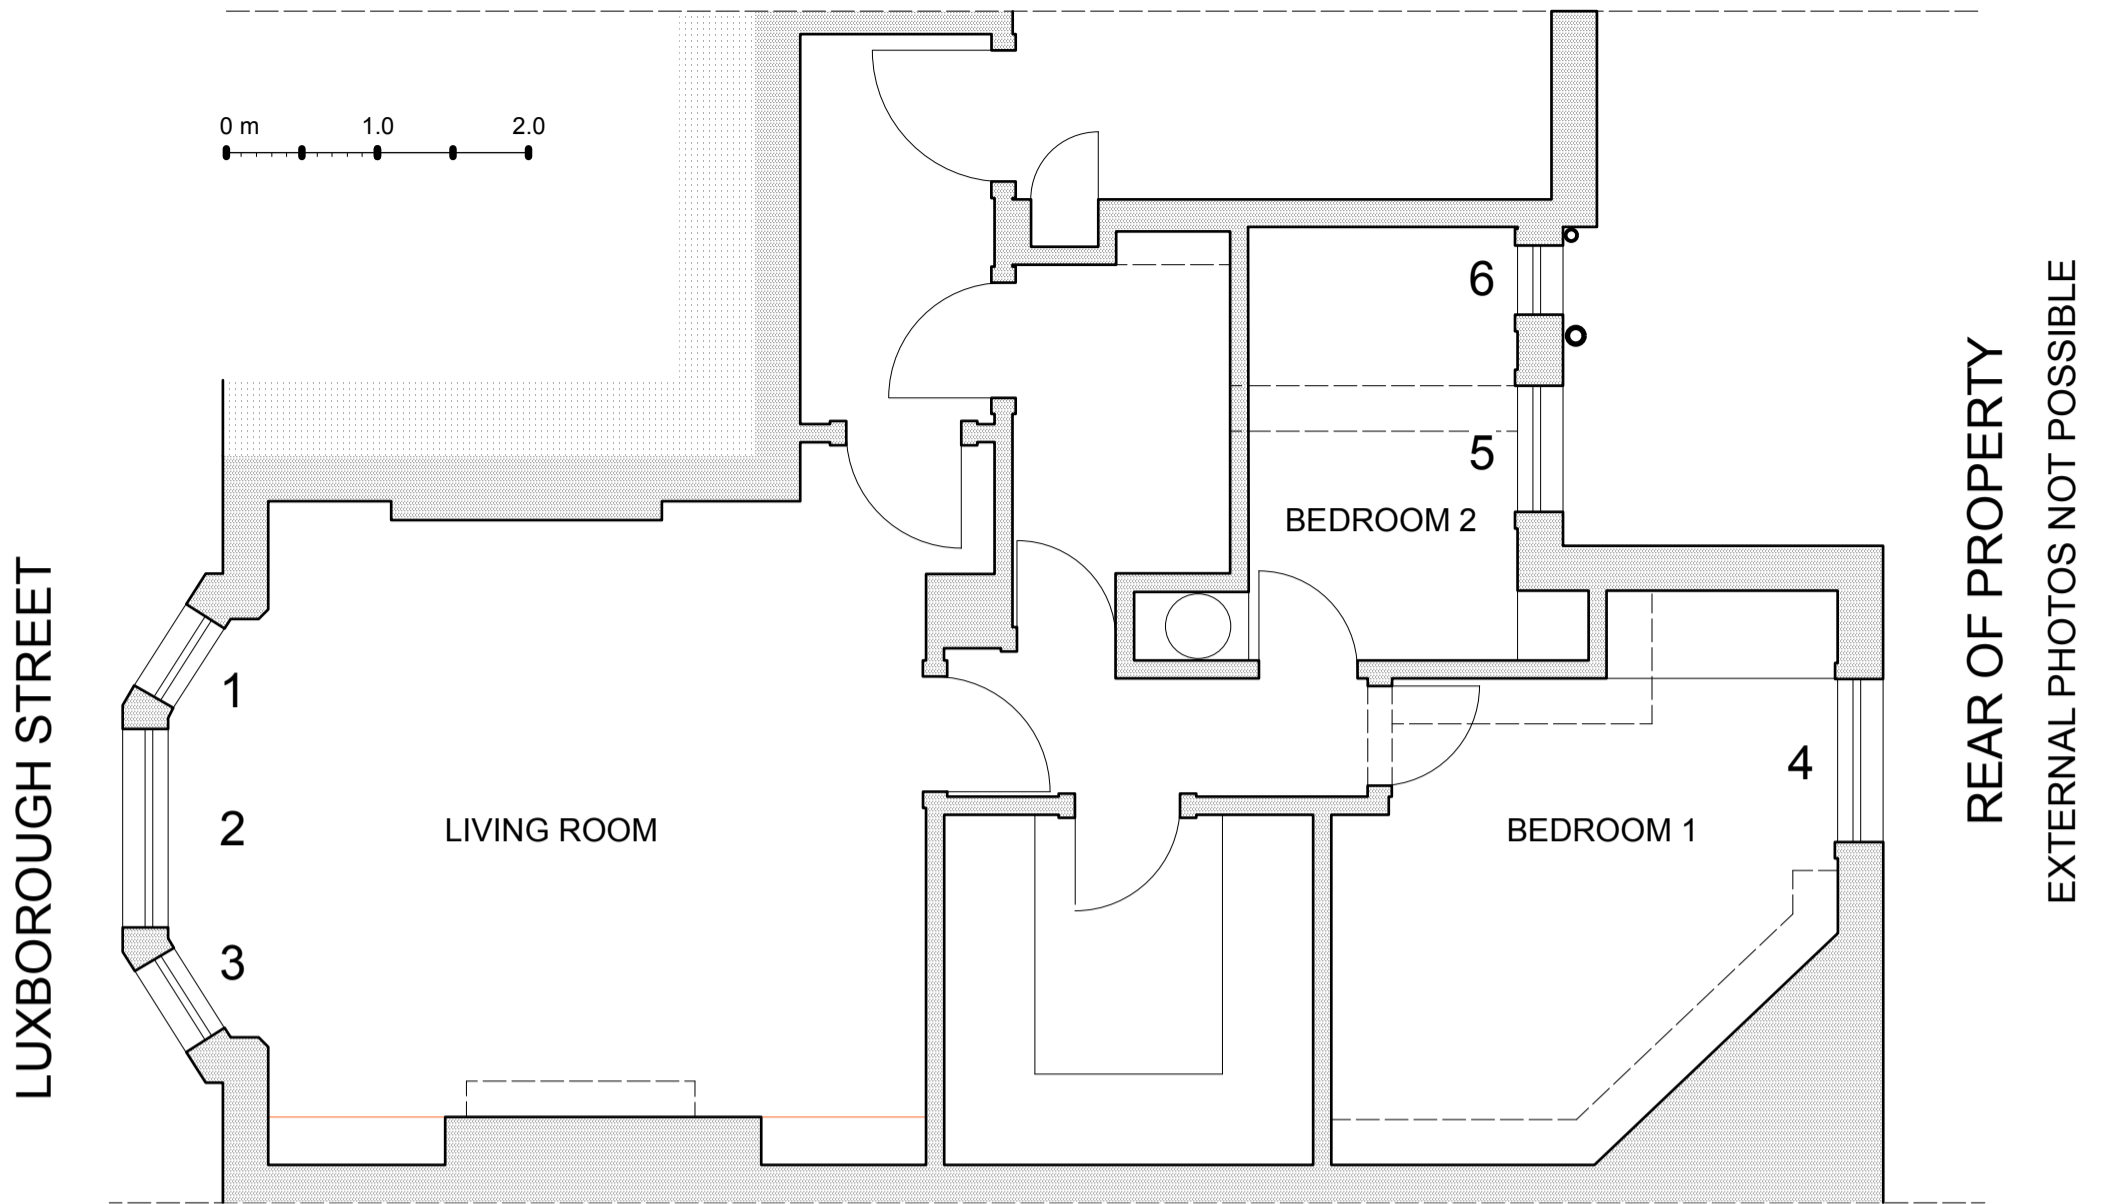 0 m 1.0 2.0
6
5
BEDROOM 2
1
2
3
LIVING ROOM
4
BEDROOM 1
LUXBOROUGH STREET
REAR OF PROPERTY
EXTERNAL PHOTOS NOT POSSIBLE